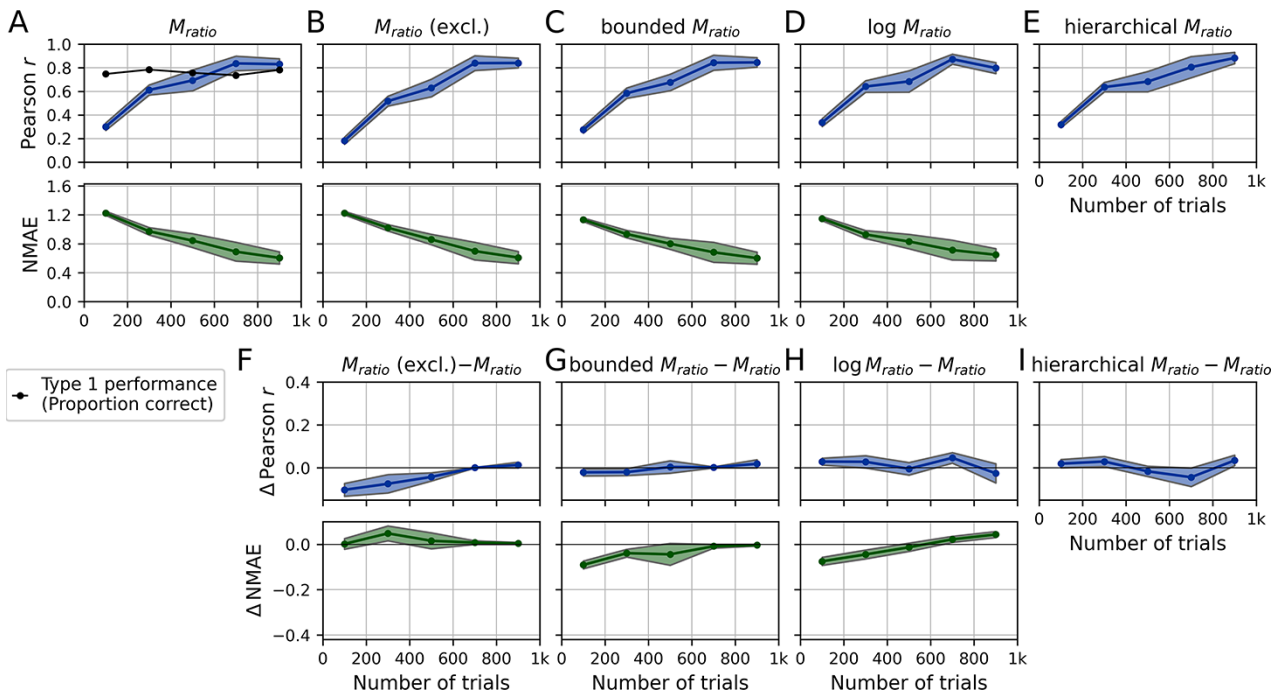 A
M_ratio
B
M_ratio (excl.)
C
bounded M_ratio
D
log M_ratio
E
hierarchical M_ratio
Pearson r
1.0
0.8
0.6
0.4
0.2
0.0
0 200 400 600 800 1k
Number of trials
NMAE
1.6
1.2
0.8
0.4
0.0
0 200 400 600 800 1k
0 200 400 600 800 1k
0 200 400 600 800 1k
0 200 400 600 800 1k
Type 1 performance
(Proportion correct)
F
M_ratio (excl.)−M_ratio
G
bounded M_ratio − M_ratio
H
log M_ratio − M_ratio
I
hierarchical M_ratio − M_ratio
Δ Pearson r
0.4
0.2
0.0
0 200 400 600 800 1k
Number of trials
Δ NMAE
0.0
−0.2
−0.4
0 200 400 600 800 1k
Number of trials
0 200 400 600 800 1k
Number of trials
0 200 400 600 800 1k
Number of trials